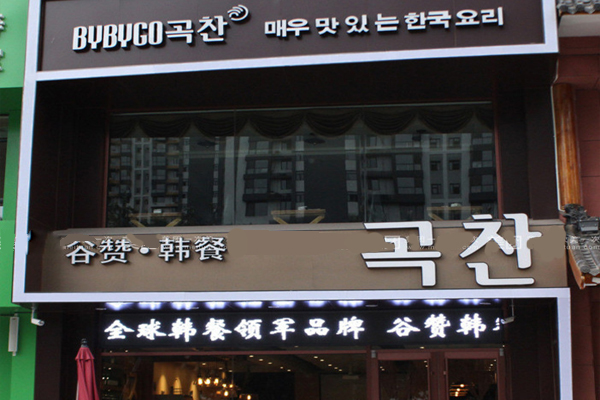 BYBYGO곡찬 매우 맛 있 는 한국 요리
谷赞·韩餐 곡찬
全球韩餐领军品牌 谷赞韩